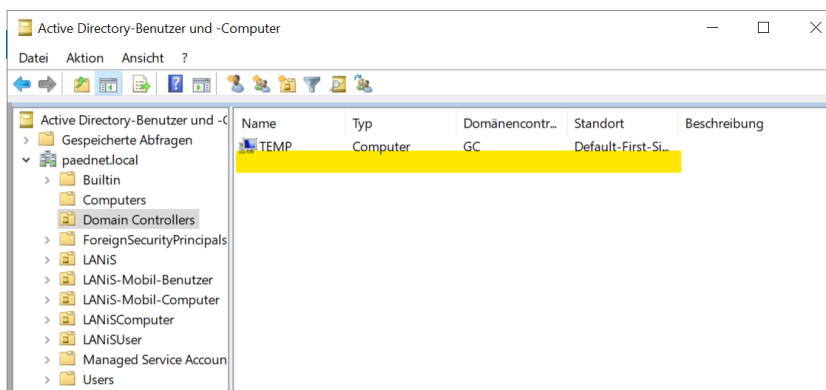 Active Directory-Benutzer und -Computer
Datei Aktion Ansicht ?
Active Directory-Benutzer und -C
Gespeicherte Abfragen
paednet.local
Builtin
Computers
Domain Controllers
ForeignSecurityPrincipals
LANiS
LANiS-Mobil-Benutzer
LANiS-Mobil-Computer
LANiSComputer
LANiSUser
Managed Service Accoun
Users
Name Typ Domänencontr... Standort Beschreibung
TEMP Computer GC Default-First-Si...